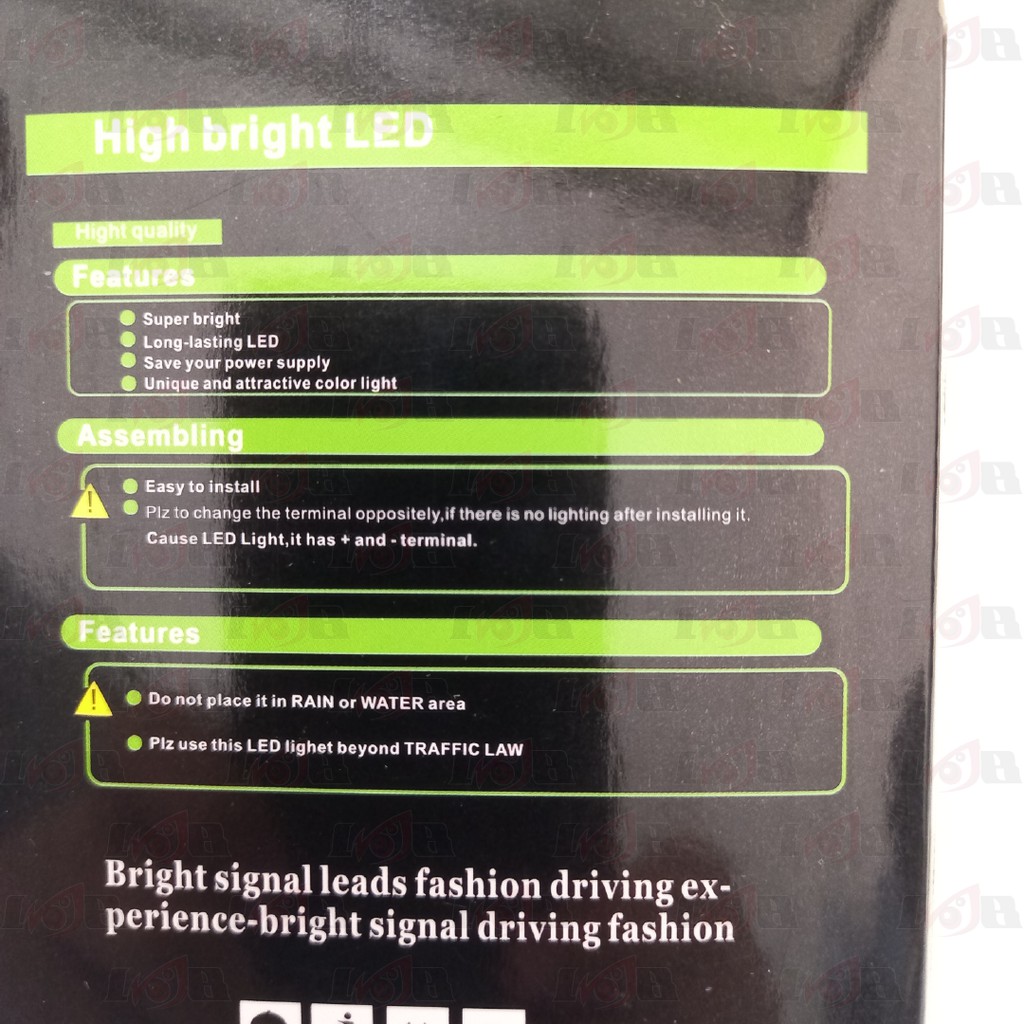 High bright LED
Hight quality
Features
Super bright
Long-lasting LED
Save your power supply
Unique and attractive color light
Assembling
Easy to install
Plz to change the terminal oppositely,if there is no lighting after installing it.
Cause LED Light,it has + and - terminal.
Features
Do not place it in RAIN or WATER area
Plz use this LED lighet beyond TRAFFIC LAW
Bright signal leads fashion driving ex-
perience-bright signal driving fashion